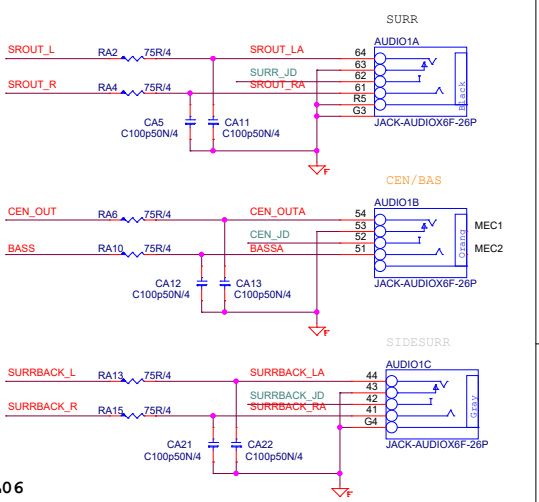 SURR
AUDIO1A
SROUT_L RA2 75R/4 SROUT_LA 64
63
SURR_JD 62
SROUT_R RA4 75R/4 SROUT_RA 61
R5
G3
Black
CA5 CA11
C100p50N/4 C100p50N/4
JACK-AUDIOX6F-26P
CEN/BAS
AUDIO1B
CEN_OUT RA6 75R/4 CEN_OUTA 54
53 MEC1
CEN_JD 52
BASS RA10 75R/4 BASSA 51 MEC2
Orang
CA12 CA13
C100p50N/4 C100p50N/4
JACK-AUDIOX6F-26P
SIDESURR
AUDIO1C
SURRBACK_L RA13 75R/4 SURRBACK_LA 44
43
SURRBACK_JD 42
SURRBACK_R RA15 75R/4 SURRBACK_RA 41
G4
Gray
CA21 CA22
C100p50N/4 C100p50N/4
JACK-AUDIOX6F-26P
06